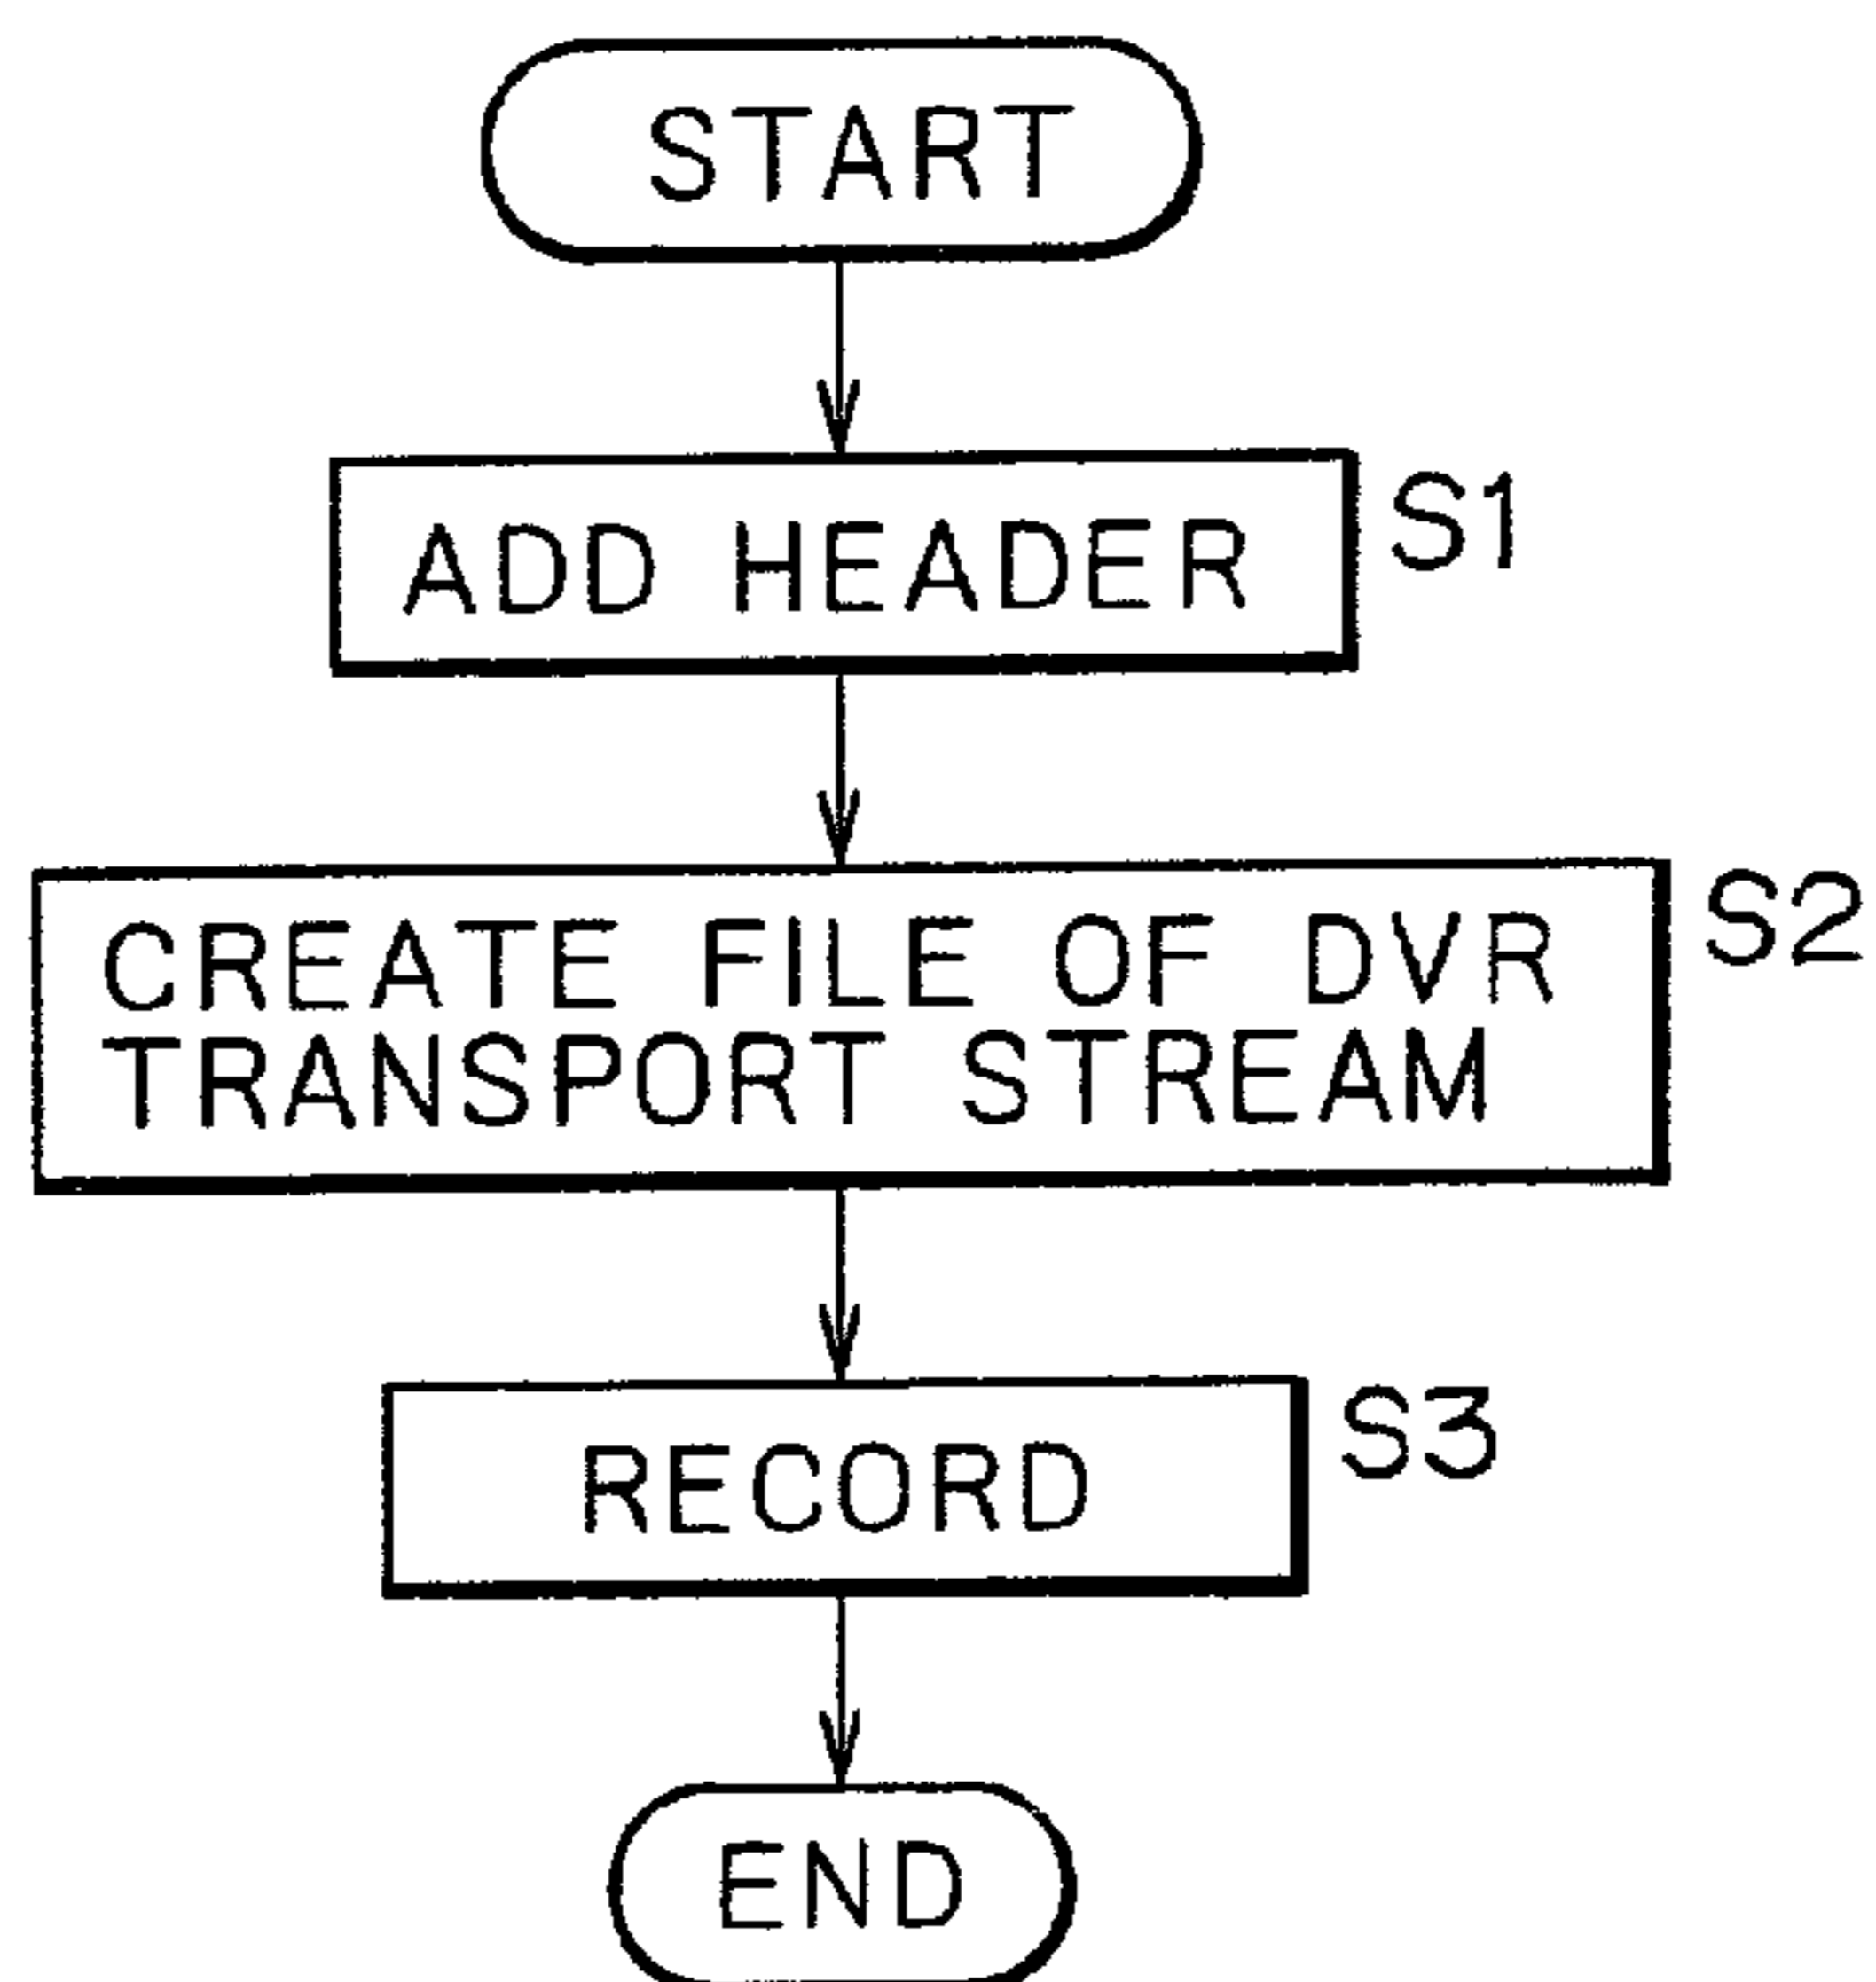 START
ADD HEADER
S1
CREATE FILE OF DVR
TRANSPORT STREAM
S2
RECORD
S3
END